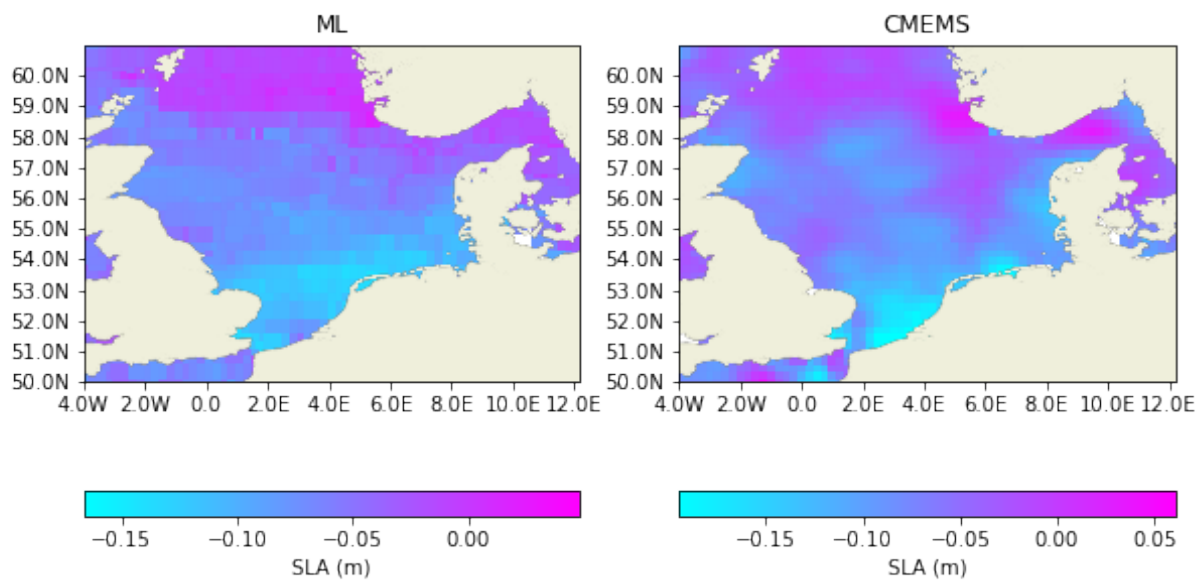 ML
CMEMS
60.0N
59.0N
58.0N
57.0N
56.0N
55.0N
54.0N
53.0N
52.0N
51.0N
50.0N
4.0W 2.0W 0.0 2.0E 4.0E 6.0E 8.0E 10.0E 12.0E
60.0N
59.0N
58.0N
57.0N
56.0N
55.0N
54.0N
53.0N
52.0N
51.0N
50.0N
4.0W 2.0W 0.0 2.0E 4.0E 6.0E 8.0E 10.0E 12.0E
−0.15 −0.10 −0.05 0.00
SLA (m)
−0.15 −0.10 −0.05 0.00 0.05
SLA (m)